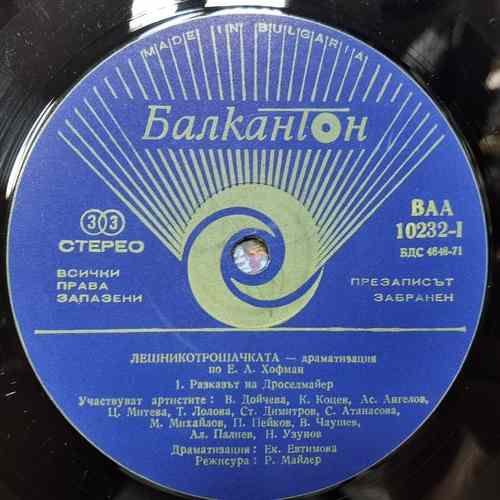 MADE IN BULGARIA
Балкантон
33
СТЕРЕО
ВАА
10232-I
БДС 4646-71
ВСИЧКИ
ПРАВА
ЗАПАЗЕНИ
ПРЕЗАПИСЪТ
ЗАБРАНЕН
ЛЕШНИКОТРОШАЧКАТА — драматизация
по Е. А. Хофман
1. Разказът на Дроселмайер
Участвуват артистите: В. Дойчева, К. Коцев, Ас. Ангелов,
Ц. Митева, Т. Лолова, Ст. Димитров, С. Атанасова,
М. Михайлов, П. Пейков, В. Чаушев,
Ал. Палиев, Н. Узунов
Драматизация: Ек. Евтимова
Режисура: Р. Майлер